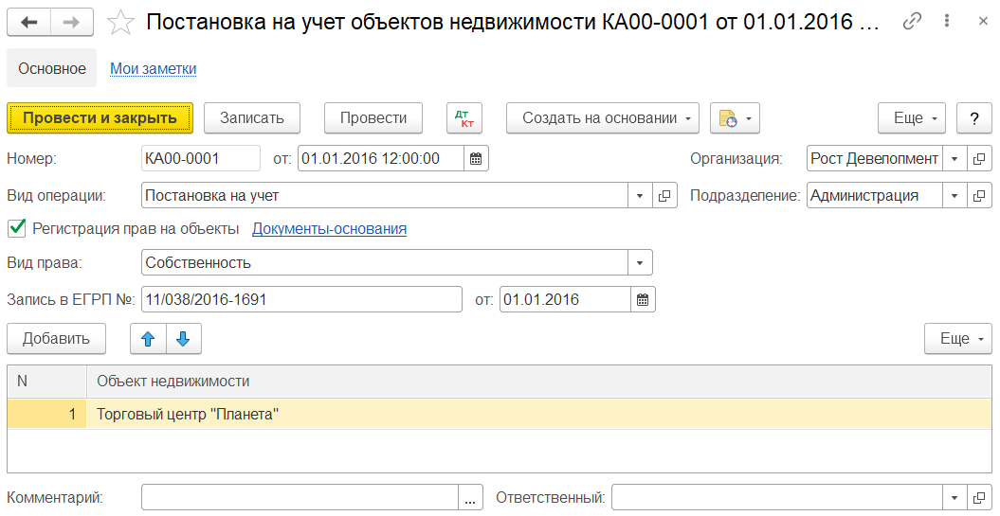 Постановка на учет объектов недвижимости КА00-0001 от 01.01.2016 ...
Основное Мои заметки
Провести и закрыть Записать Провести Дт Кт Создать на основании Еще ?
Номер: КА00-0001 от: 01.01.2016 12:00:00 Организация: Рост Девелопмент
Вид операции: Постановка на учет Подразделение: Администрация
Регистрация прав на объекты Документы-основания
Вид права: Собственность
Запись в ЕГРП №: 11/038/2016-1691 от: 01.01.2016
Добавить Еще
N Объект недвижимости
1 Торговый центр "Планета"
Комментарий: ... Ответственный: